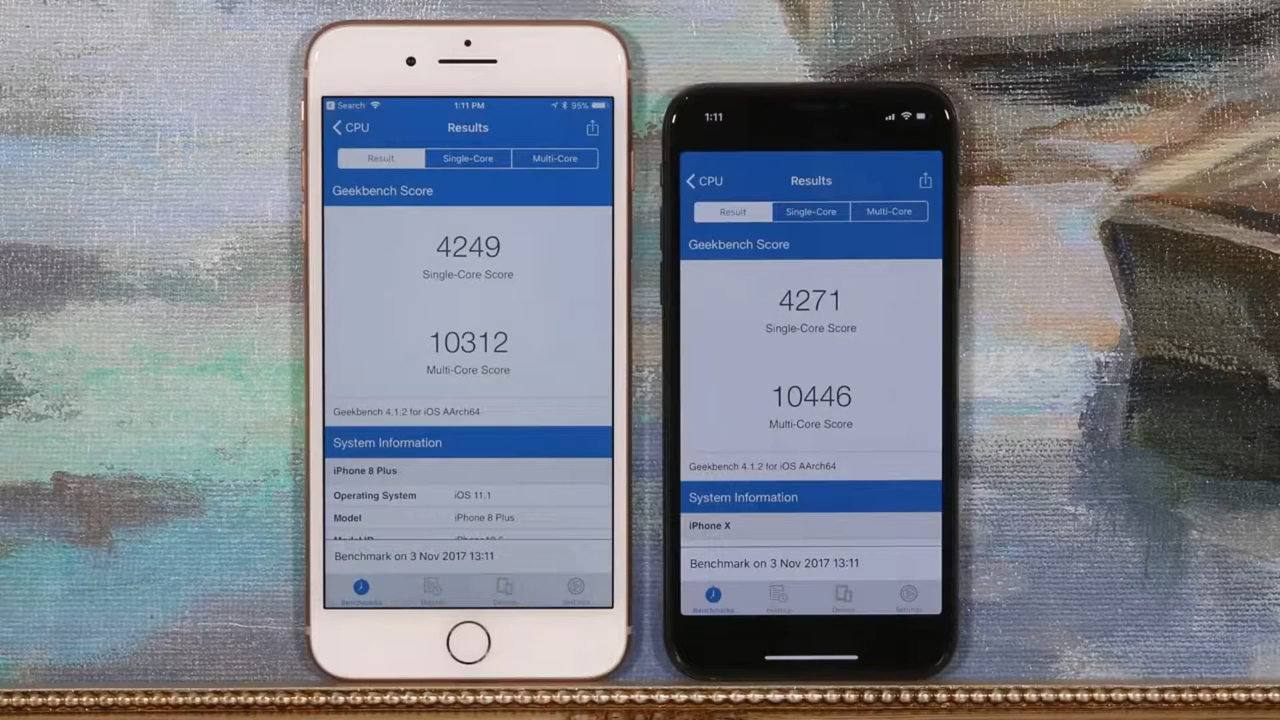 Search
1:11 PM
95%
CPU
Results
Result
Single-Core
Multi-Core
Geekbench Score
4249
Single-Core Score
10312
Multi-Core Score
Geekbench 4.1.2 for iOS AArch64
System Information
iPhone 8 Plus
Operating System iOS 11.1
Model iPhone 8 Plus
Benchmark on 3 Nov 2017 13:11
Benchmarks
1:11
CPU
Results
Result
Single-Core
Multi-Core
Geekbench Score
4271
Single-Core Score
10446
Multi-Core Score
Geekbench 4.1.2 for iOS AArch64
System Information
iPhone X
Benchmark on 3 Nov 2017 13:11
Benchmarks
Settings